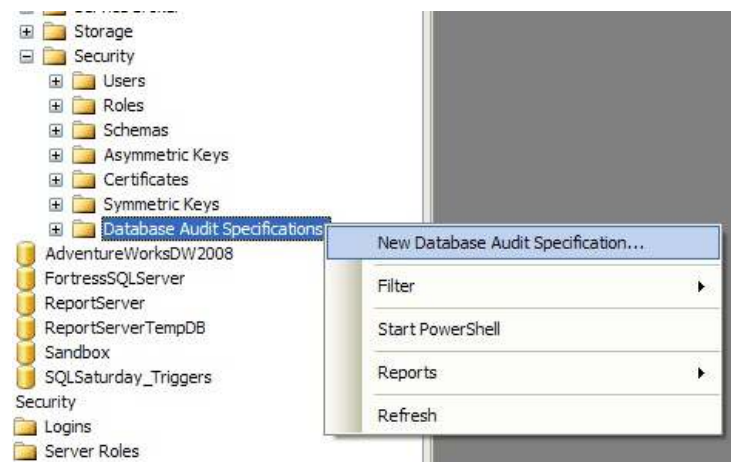 Storage
Security
Users
Roles
Schemas
Asymmetric Keys
Certificates
Symmetric Keys
Database Audit Specifications
AdventureWorksDW2008
FortressSQLServer
ReportServer
ReportServerTempDB
Sandbox
SQLSaturday_Triggers
Security
Logins
Server Roles
New Database Audit Specification...
Filter
Start PowerShell
Reports
Refresh